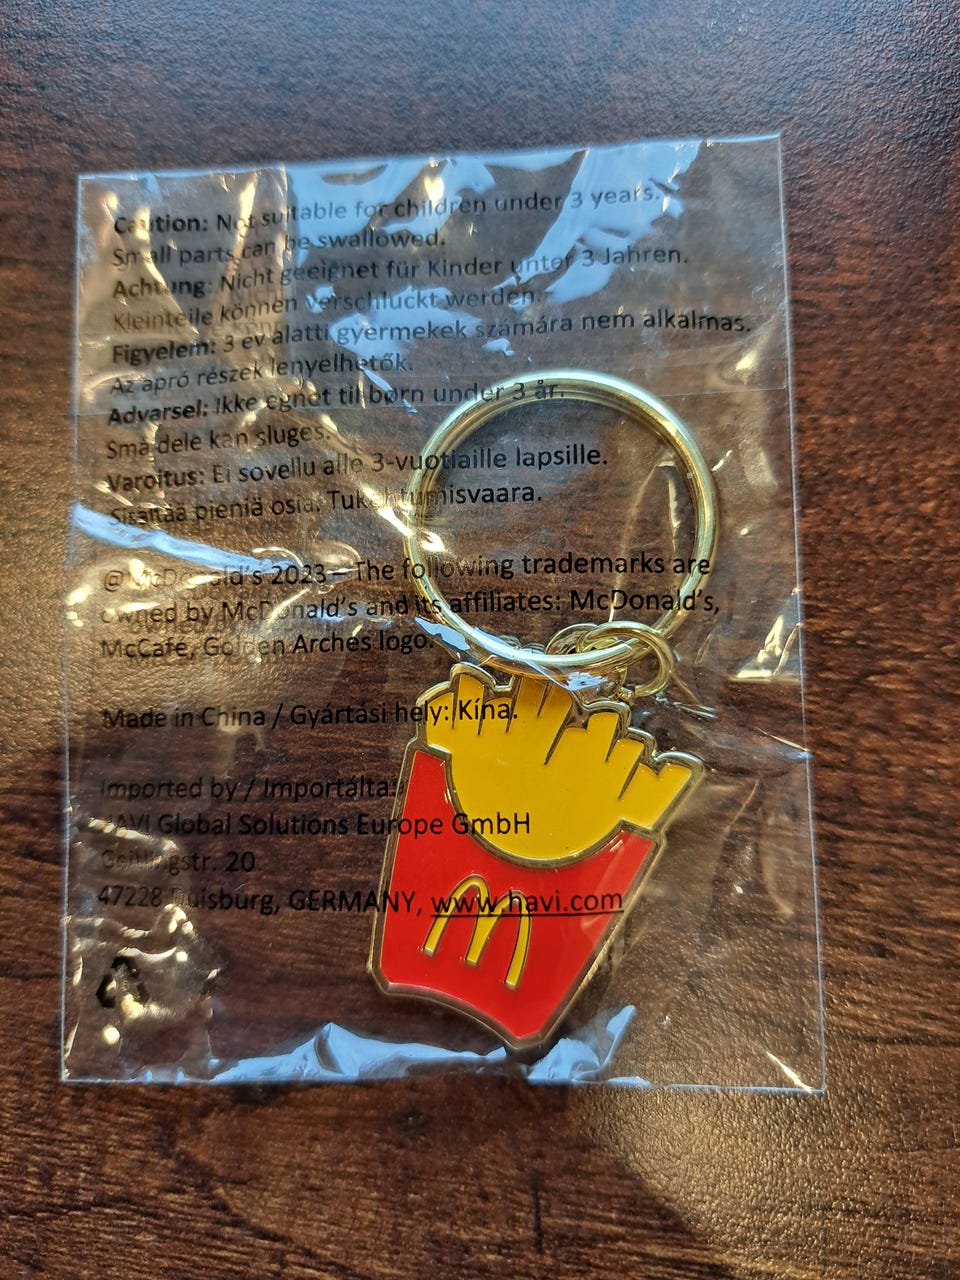 Caution: Not suitable for children under 3 years.
Small parts can be swallowed.
Achtung: Nicht geeignet für Kinder unter 3 Jahren.
Kleinteile können verschluckt werden.
Figyelem: 3 év alatti gyermekek számára nem alkalmas.
Az apró részek lenyelhetők.
Advarsel: Ikke egnet til børn under 3 år.
Små dele kan sluges.
Varoitus: Ei sovellu alle 3-vuotiaille lapsille.
Sisältää pieniä osia. Tukehtumisvaara.
@McDonald's 2023 – The following trademarks are
owned by McDonald's and its affiliates: McDonald's,
McCafé, Golden Arches logo.
Made in China / Gyártási hely: Kína.
Imported by / Importálta:
HAVI Global Solutions Europe GmbH
20
47228 Duisburg, GERMANY, www.havi.com
M